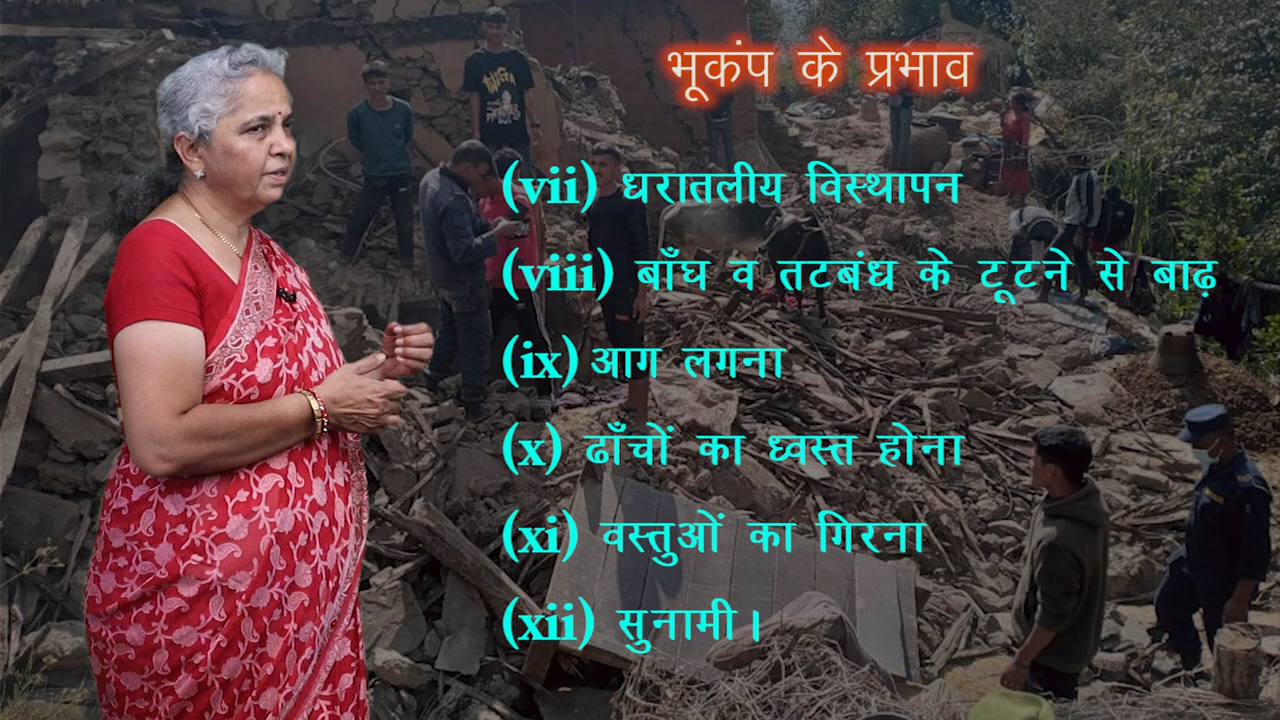 भूकंप के प्रभाव
(vii) धरातलीय विस्थापन
(viii) बाँघ व तटबंध के टूटने से बाढ़
(ix) आग लगना
(x) ढाँचों का ध्वस्त होना
(xi) वस्तुओं का गिरना
(xii) सुनामी।